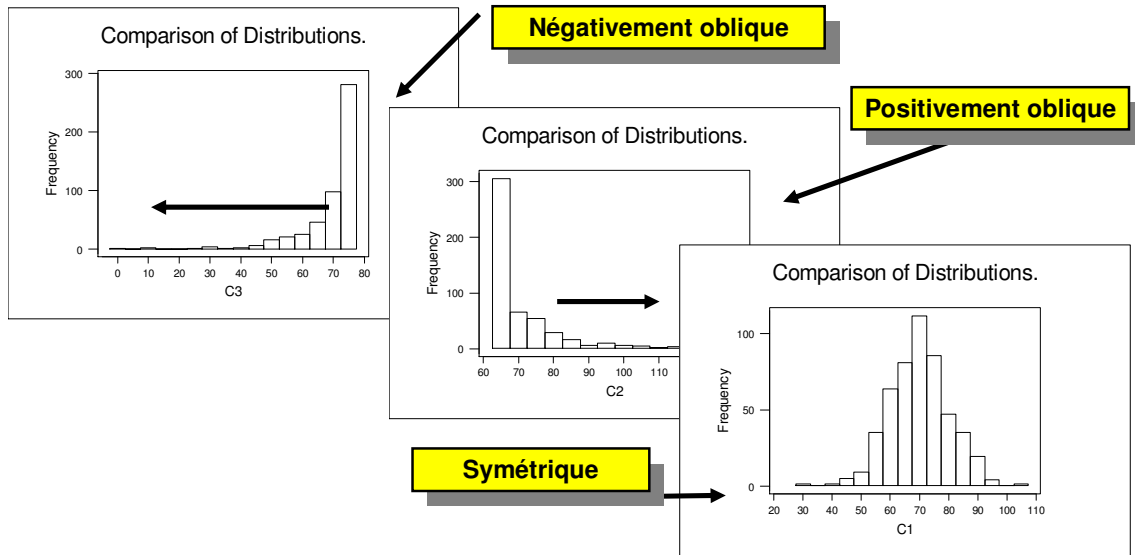 Négativement oblique
Comparison of Distributions.
300
200
100
0
Frequency
0 10 20 30 40 50 60 70 80
C3
Positivement oblique
Comparison of Distributions.
300
200
100
0
Frequency
60 70 80 90 100 110
C2
Symétrique
Comparison of Distributions.
100
50
0
Frequency
20 30 40 50 60 70 80 90 100 110
C1